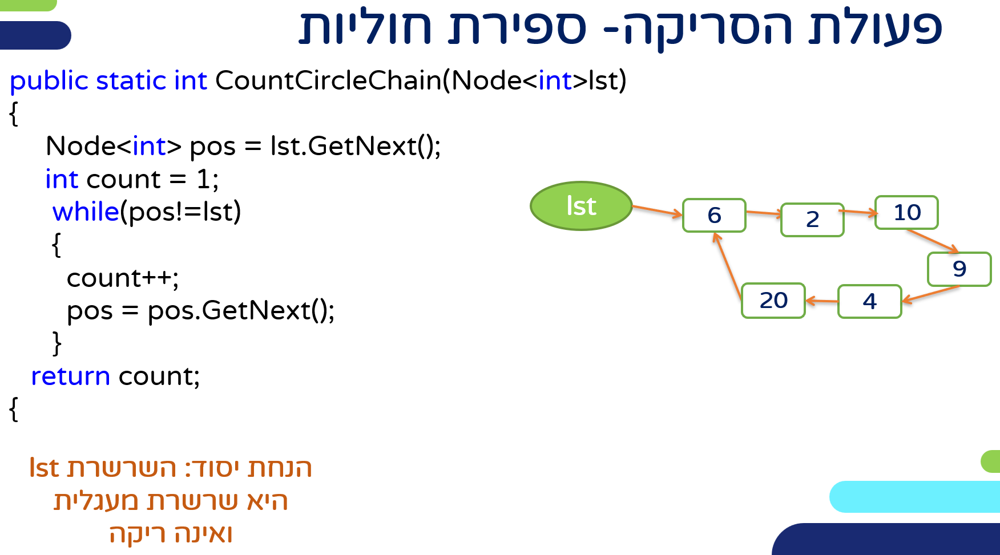 פעולת הסריקה- ספירת חוליות
public static int CountCircleChain(Node<int>lst)
{
Node<int> pos = lst.GetNext();
int count = 1;
while(pos!=lst)
{
count++;
pos = pos.GetNext();
}
return count;
{
lst
6
2
10
9
4
20
הנחת יסוד: השרשרת lst
היא שרשרת מעגלית
ואינה ריקה